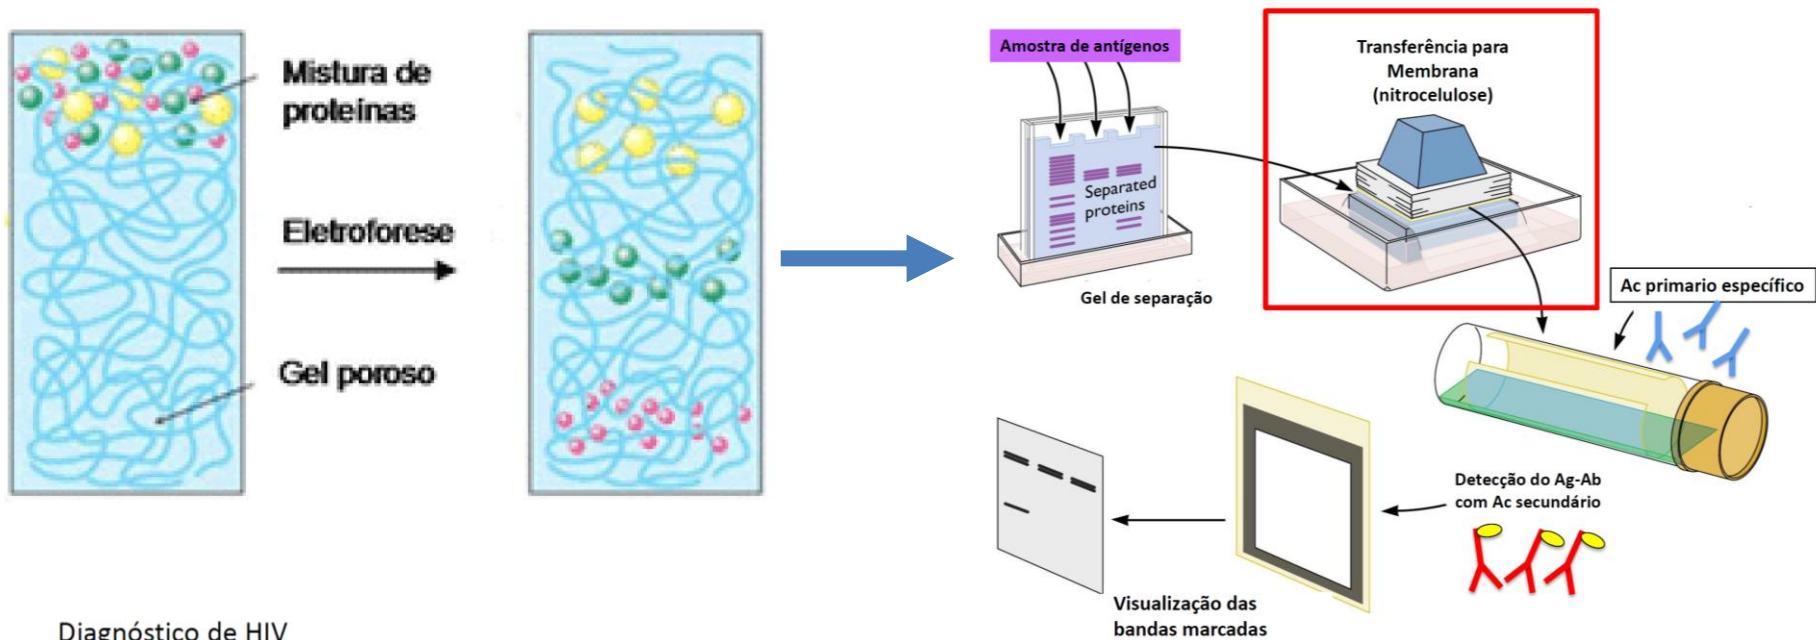 Mistura de
proteínas
Eletroforese
Gel poroso
Amostra de antígenos
Separated
proteins
Gel de separação
Transferência para
Membrana
(nitrocelulose)
Ac primario específico
Detecção do Ag-Ab
com Ac secundário
Visualização das
bandas marcadas
Diagnóstico de HIV